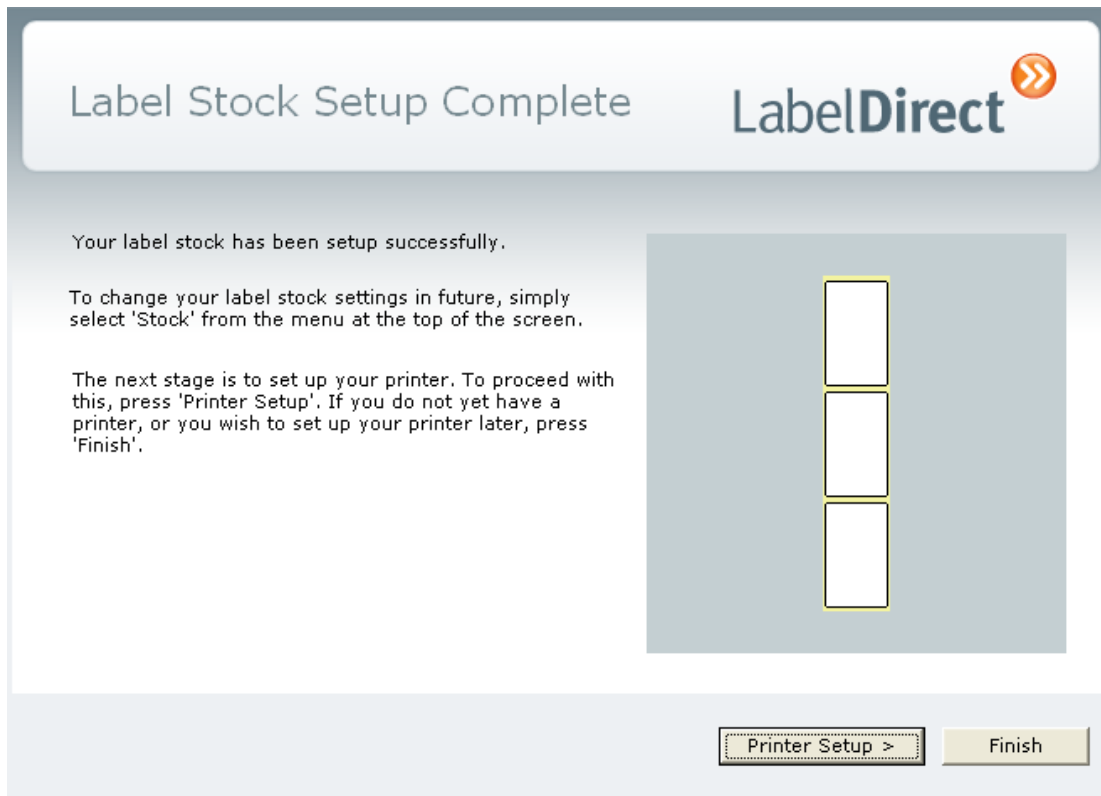 Label Stock Setup Complete
LabelDirect
Your label stock has been setup successfully.
To change your label stock settings in future, simply
select 'Stock' from the menu at the top of the screen.
The next stage is to set up your printer. To proceed with
this, press 'Printer Setup'. If you do not yet have a
printer, or you wish to set up your printer later, press
'Finish'.
Printer Setup >
Finish